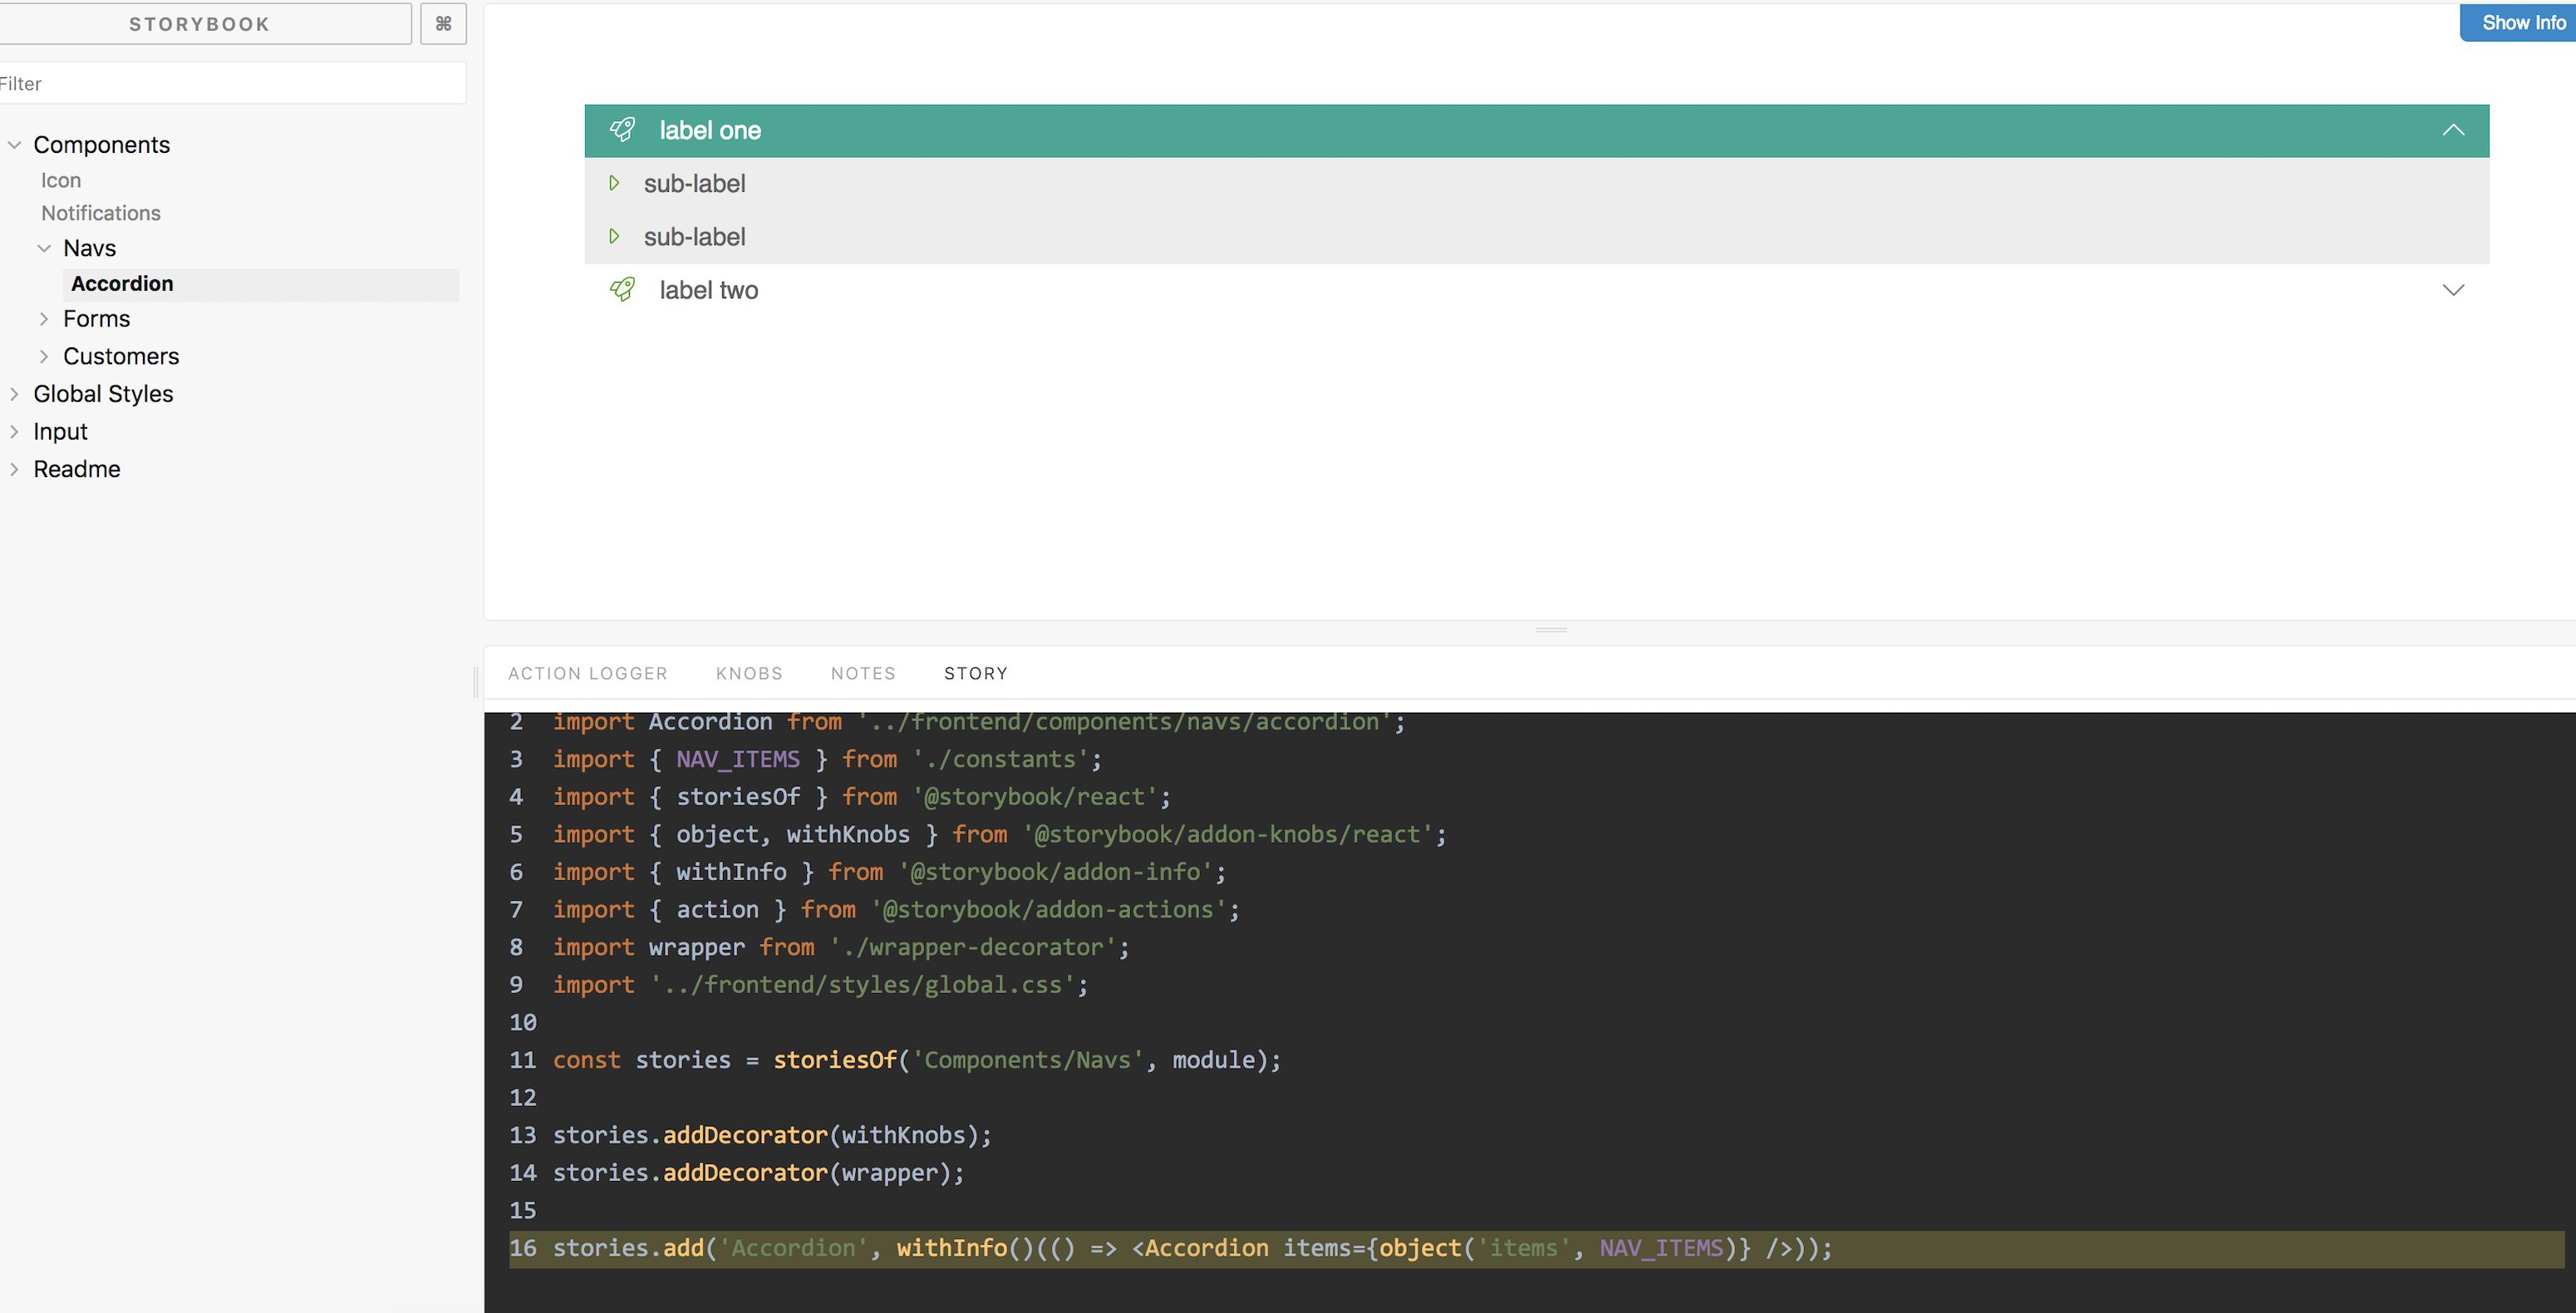 STORYBOOK ⌘
Filter
Components
Icon
Notifications
Navs
Accordion
Forms
Customers
Global Styles
Input
Readme
Show Info
label one
sub-label
sub-label
label two
ACTION LOGGER KNOBS NOTES STORY
2 import Accordion from '../frontend/components/navs/accordion';
3 import { NAV_ITEMS } from './constants';
4 import { storiesOf } from '@storybook/react';
5 import { object, withKnobs } from '@storybook/addon-knobs/react';
6 import { withInfo } from '@storybook/addon-info';
7 import { action } from '@storybook/addon-actions';
8 import wrapper from './wrapper-decorator';
9 import '../frontend/styles/global.css';
10
11 const stories = storiesOf('Components/Navs', module);
12
13 stories.addDecorator(withKnobs);
14 stories.addDecorator(wrapper);
15
16 stories.add('Accordion', withInfo()(() => <Accordion items={object('items', NAV_ITEMS)} />));